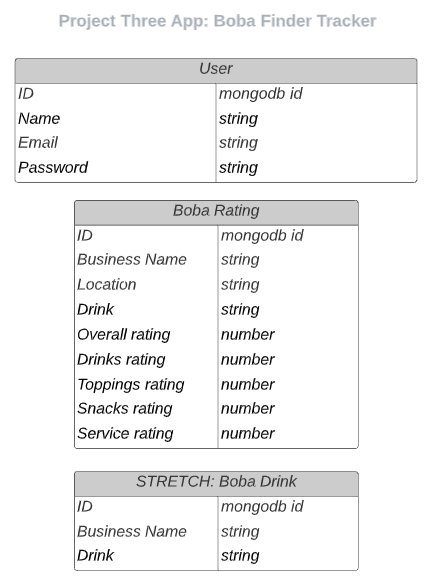 Project Three App: Boba Finder Tracker
User
ID mongodb id
Name string
Email string
Password string
Boba Rating
ID mongodb id
Business Name string
Location string
Drink string
Overall rating number
Drinks rating number
Toppings rating number
Snacks rating number
Service rating number
STRETCH: Boba Drink
ID mongodb id
Business Name string
Drink string